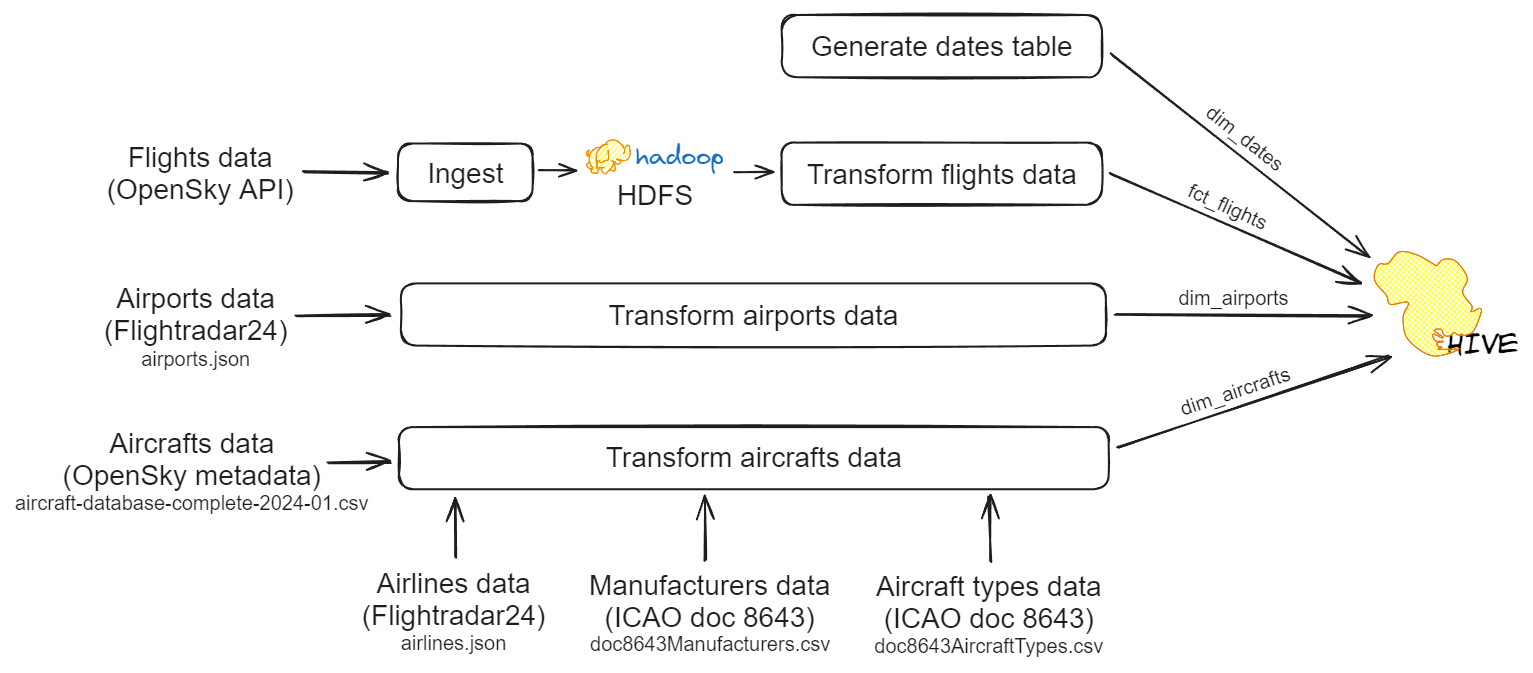 Generate dates table
dim_dates
Flights data
(OpenSky API)
Ingest
hadoop
HDFS
Transform flights data
fct_flights
Airports data
(Flightradar24)
airports.json
Transform airports data
dim_airports
HIVE
Aircrafts data
(OpenSky metadata)
aircraft-database-complete-2024-01.csv
Transform aircrafts data
dim_aircrafts
Airlines data
(Flightradar24)
airlines.json
Manufacturers data
(ICAO doc 8643)
doc8643Manufacturers.csv
Aircraft types data
(ICAO doc 8643)
doc8643AircraftTypes.csv